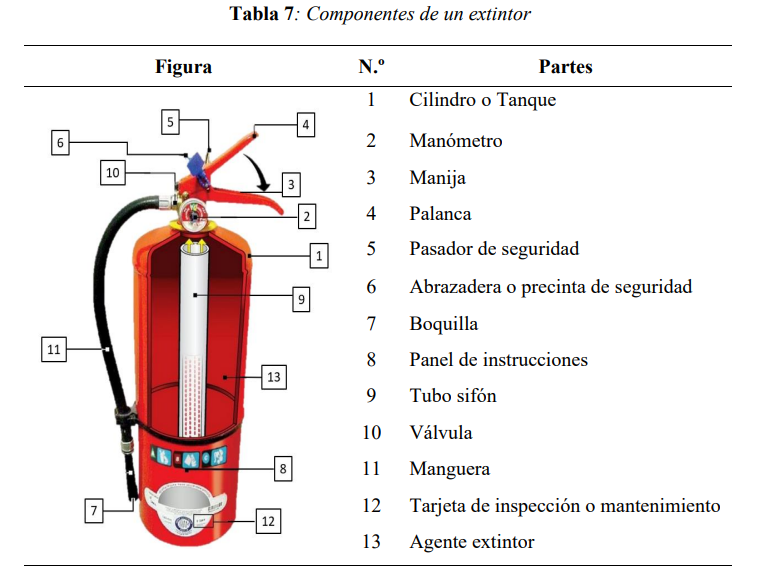 Tabla 7: Componentes de un extintor
Figura N.º Partes
1 Cilindro o Tanque
2 Manómetro
3 Manija
4 Palanca
5 Pasador de seguridad
6 Abrazadera o precinta de seguridad
7 Boquilla
8 Panel de instrucciones
9 Tubo sifón
10 Válvula
11 Manguera
12 Tarjeta de inspección o mantenimiento
13 Agente extintor
5
4
6
10
3
2
1
9
11
13
8
7
12